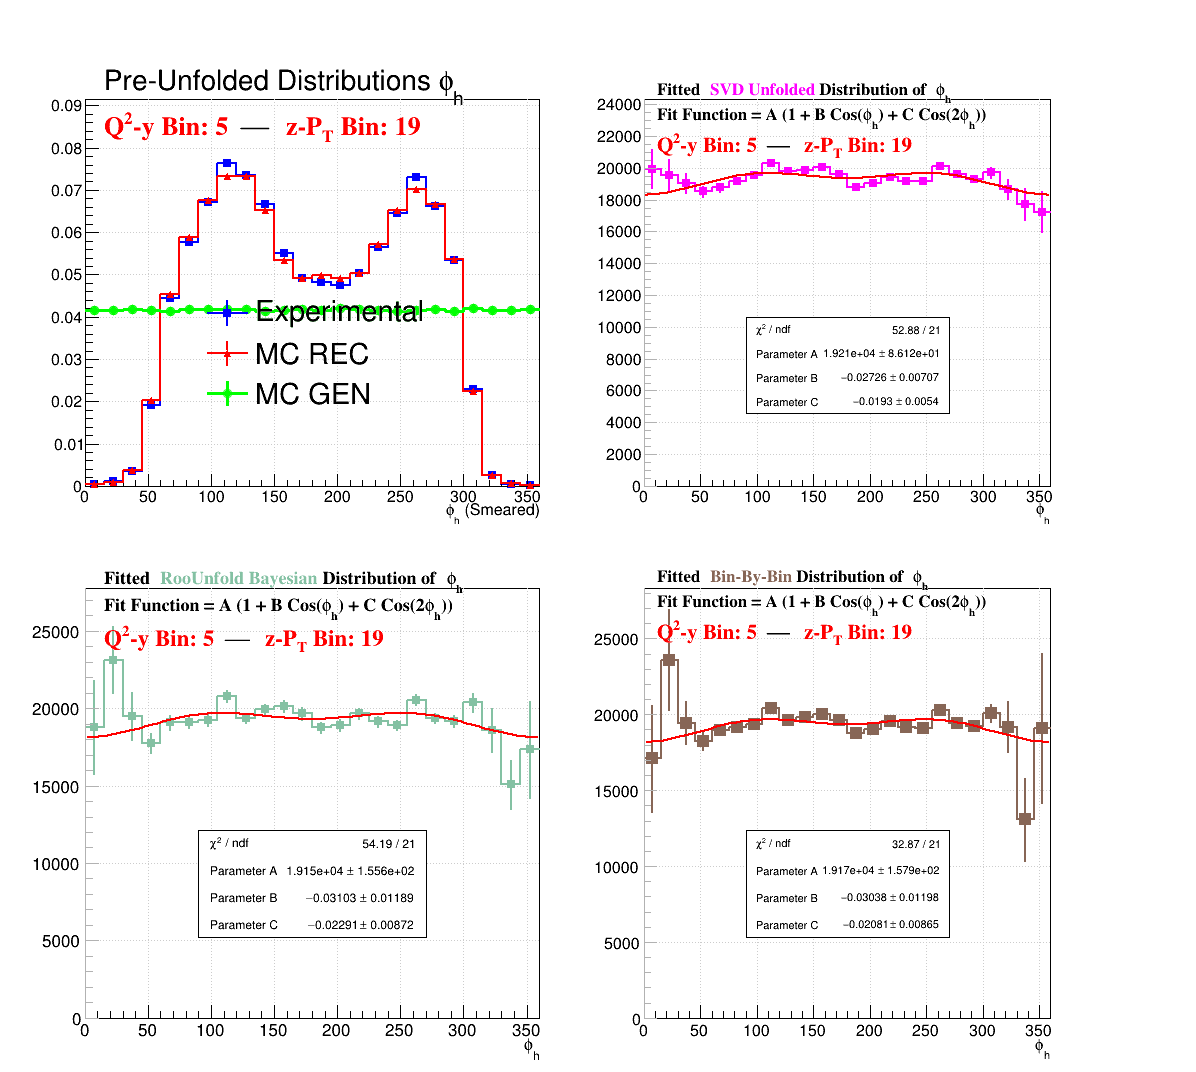 Pre-Unfolded Distributions ϕh
Q²-y Bin: 5 — z-PT Bin: 19
0.09
0.08
0.07
0.06
0.05
0.04
0.03
0.02
0.01
0
Experimental
MC REC
MC GEN
0 50 100 150 200 250 300 350
ϕh (Smeared)
Fitted SVD Unfolded Distribution of ϕh
Fit Function = A (1 + B Cos(ϕh) + C Cos(2ϕh))
Q²-y Bin: 5 — z-PT Bin: 19
24000
22000
20000
18000
16000
14000
12000
10000
8000
6000
4000
2000
0
χ² / ndf 52.88 / 21
Parameter A 1.921e+04 ± 8.612e+01
Parameter B −0.02726 ± 0.00707
Parameter C −0.0193 ± 0.0054
0 50 100 150 200 250 300 350
ϕh
Fitted RooUnfold Bayesian Distribution of ϕh
Fit Function = A (1 + B Cos(ϕh) + C Cos(2ϕh))
Q²-y Bin: 5 — z-PT Bin: 19
25000
20000
15000
10000
5000
0
χ² / ndf 54.19 / 21
Parameter A 1.915e+04 ± 1.556e+02
Parameter B −0.03103 ± 0.01189
Parameter C −0.02291 ± 0.00872
0 50 100 150 200 250 300 350
ϕh
Fitted Bin-By-Bin Distribution of ϕh
Fit Function = A (1 + B Cos(ϕh) + C Cos(2ϕh))
Q²-y Bin: 5 — z-PT Bin: 19
25000
20000
15000
10000
5000
0
χ² / ndf 32.87 / 21
Parameter A 1.917e+04 ± 1.579e+02
Parameter B −0.03038 ± 0.01198
Parameter C −0.02081 ± 0.00865
0 50 100 150 200 250 300 350
ϕh